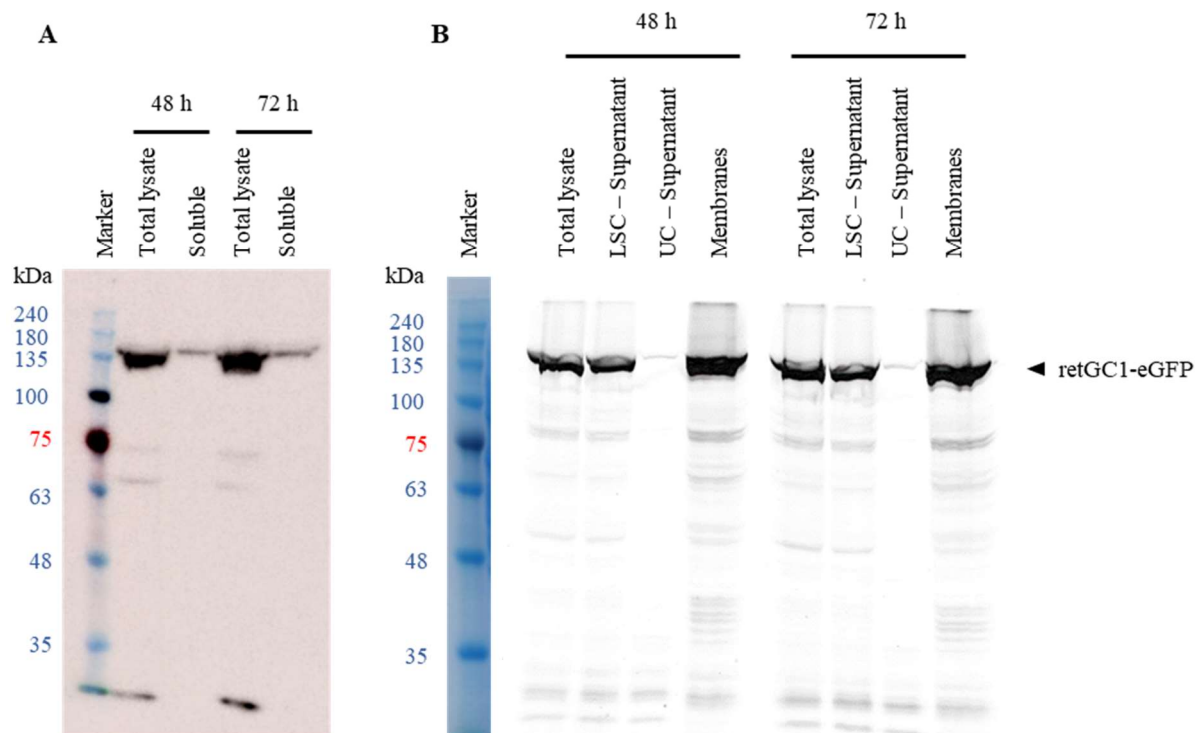 A
48 h
72 h
Marker
Total lysate
Soluble
Total lysate
Soluble
kDa
240
180
135
100
75
63
48
35
B
48 h
72 h
Marker
Total lysate
LSC – Supernatant
UC – Supernatant
Membranes
Total lysate
LSC – Supernatant
UC – Supernatant
Membranes
kDa
240
180
135
100
75
63
48
35
retGC1-eGFP